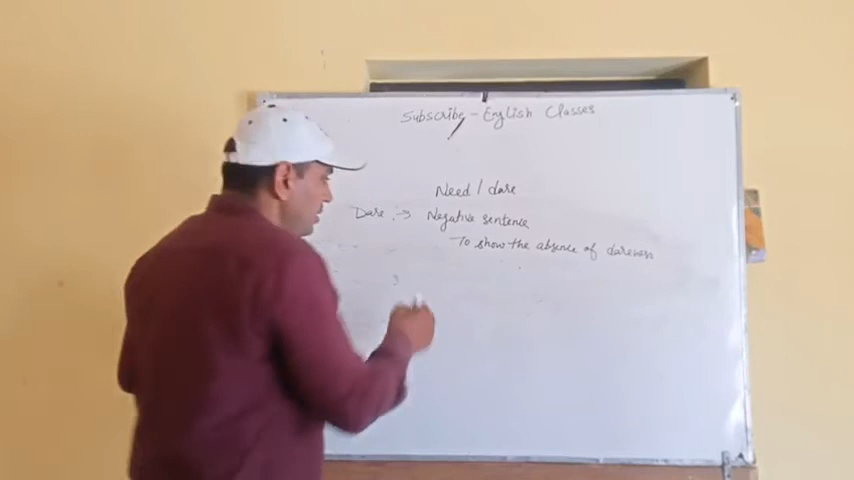 Subscribe - English Classes
Need / dare
Dare → Negative sentence
To show the absence of dareness